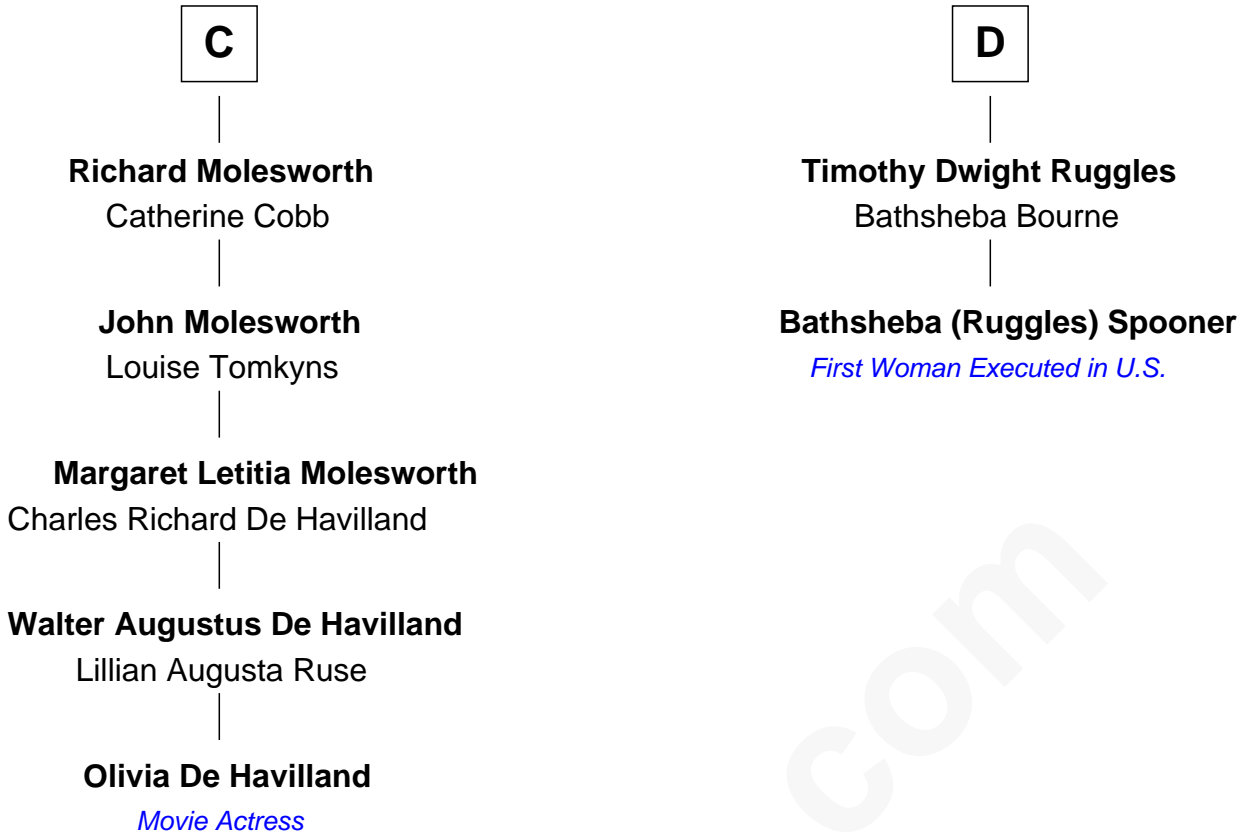 C
Richard Molesworth
Catherine Cobb
John Molesworth
Louise Tomkyns
Margaret Letitia Molesworth
Charles Richard De Havilland
Walter Augustus De Havilland
Lillian Augusta Ruse
Olivia De Havilland
Movie Actress
D
Timothy Dwight Ruggles
Bathsheba Bourne
Bathsheba (Ruggles) Spooner
First Woman Executed in U.S.
com